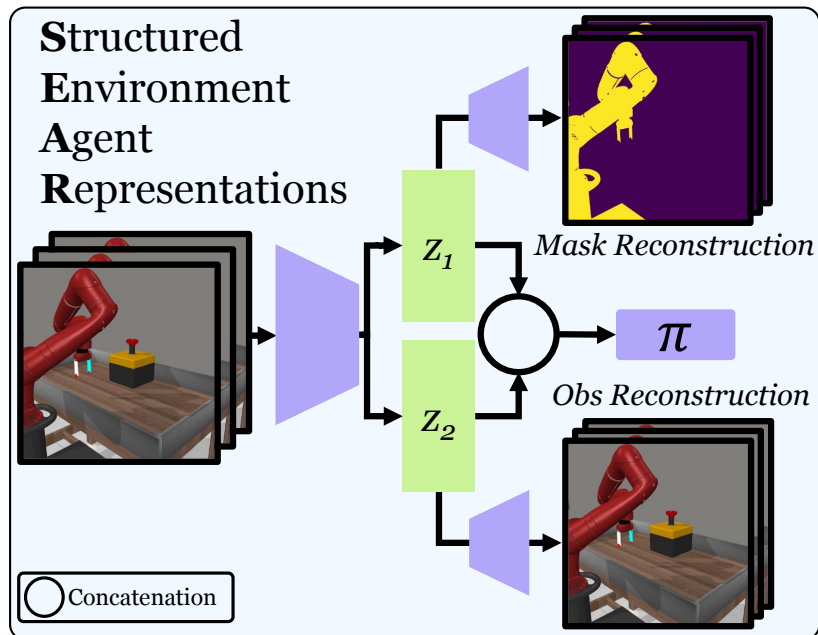 Structured
Environment
Agent
Representations
Mask Reconstruction
z1
π
Obs Reconstruction
z2
Concatenation